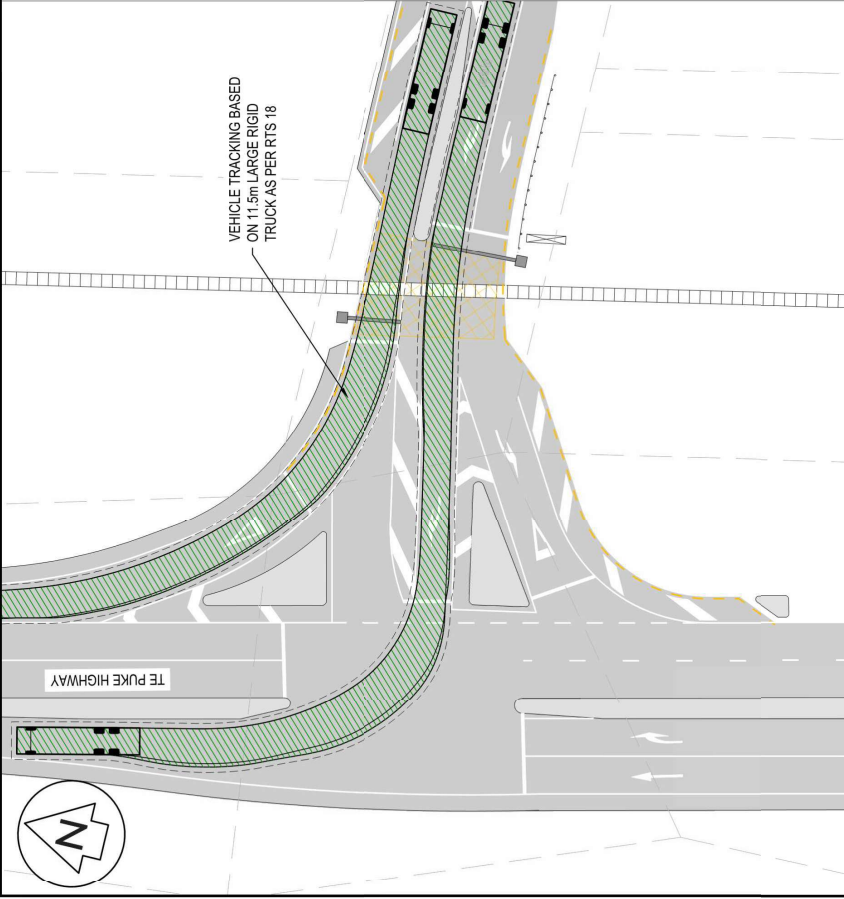 VEHICLE TRACKING BASED
ON 11.5m LARGE RIGID
TRUCK AS PER RTS 18
TE PUKE HIGHWAY
N